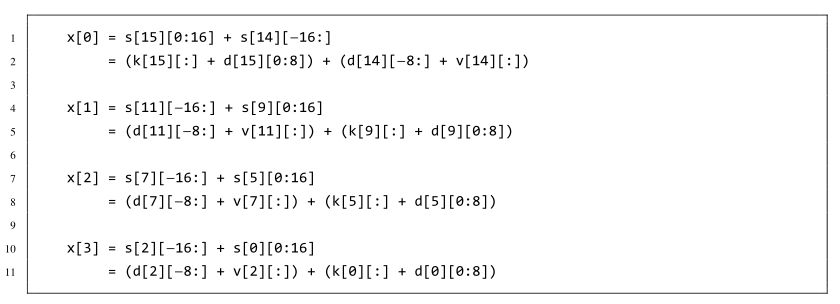 1 x[0] = s[15][0:16] + s[14][−16:]
2 = (k[15][:] + d[15][0:8]) + (d[14][−8:] + v[14][:])
3
4 x[1] = s[11][−16:] + s[9][0:16]
5 = (d[11][−8:] + v[11][:]) + (k[9][:] + d[9][0:8])
6
7 x[2] = s[7][−16:] + s[5][0:16]
8 = (d[7][−8:] + v[7][:]) + (k[5][:] + d[5][0:8])
9
10 x[3] = s[2][−16:] + s[0][0:16]
11 = (d[2][−8:] + v[2][:]) + (k[0][:] + d[0][0:8])